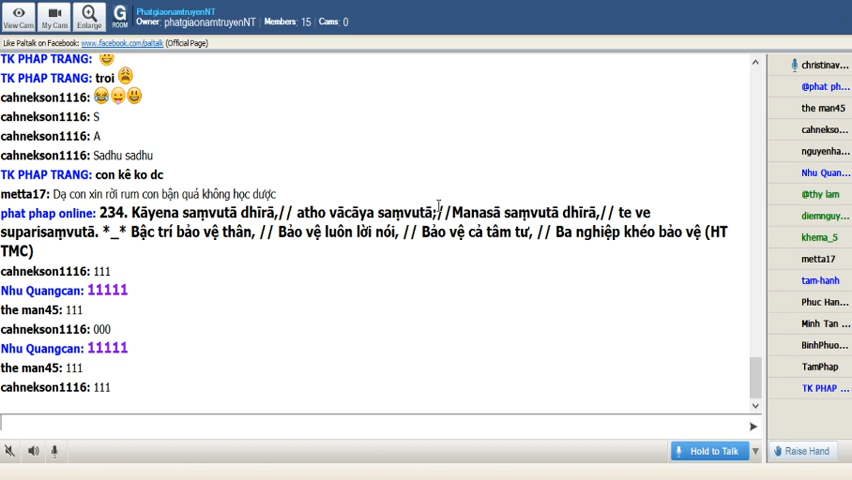 View Cam
My Cam
Enlarge
G
ROOM
PhatgiaonamtruyenNT
Owner: phatgiaonamtruyenNT Members: 15 Cams: 0
Like Paltalk on Facebook: www.facebook.com/paltalk (Official Page)
TK PHAP TRANG:
TK PHAP TRANG: troi
cahnekson1116:
cahnekson1116: S
cahnekson1116: A
cahnekson1116: Sadhu sadhu
TK PHAP TRANG: con kê ko dc
metta17: Dạ con xin rời rum con bận quá không học dược
phat phap online: 234. Kāyena saṃvutā dhīrā,// atho vācāya saṃvutā;//Manasā saṃvutā dhīrā,// te ve
suparisaṃvutā. *_* Bậc trí bảo vệ thân, // Bảo vệ luôn lời nói, // Bảo vệ cả tâm tư, // Ba nghiệp khéo bảo vệ (HT
TMC)
cahnekson1116: 111
Nhu Quangcan: 11111
the man45: 111
cahnekson1116: 000
Nhu Quangcan: 11111
the man45: 111
cahnekson1116: 111
christinav...
@phat ph...
the man45
cahnekso...
nguyenha...
Nhu Quan...
@thy lam
diemnguy...
khema_5
metta17
tam-hanh
Phuc Han...
Minh Tan ...
BinhPhuo...
TamPhap
TK PHAP ...
Hold to Talk
Raise Hand